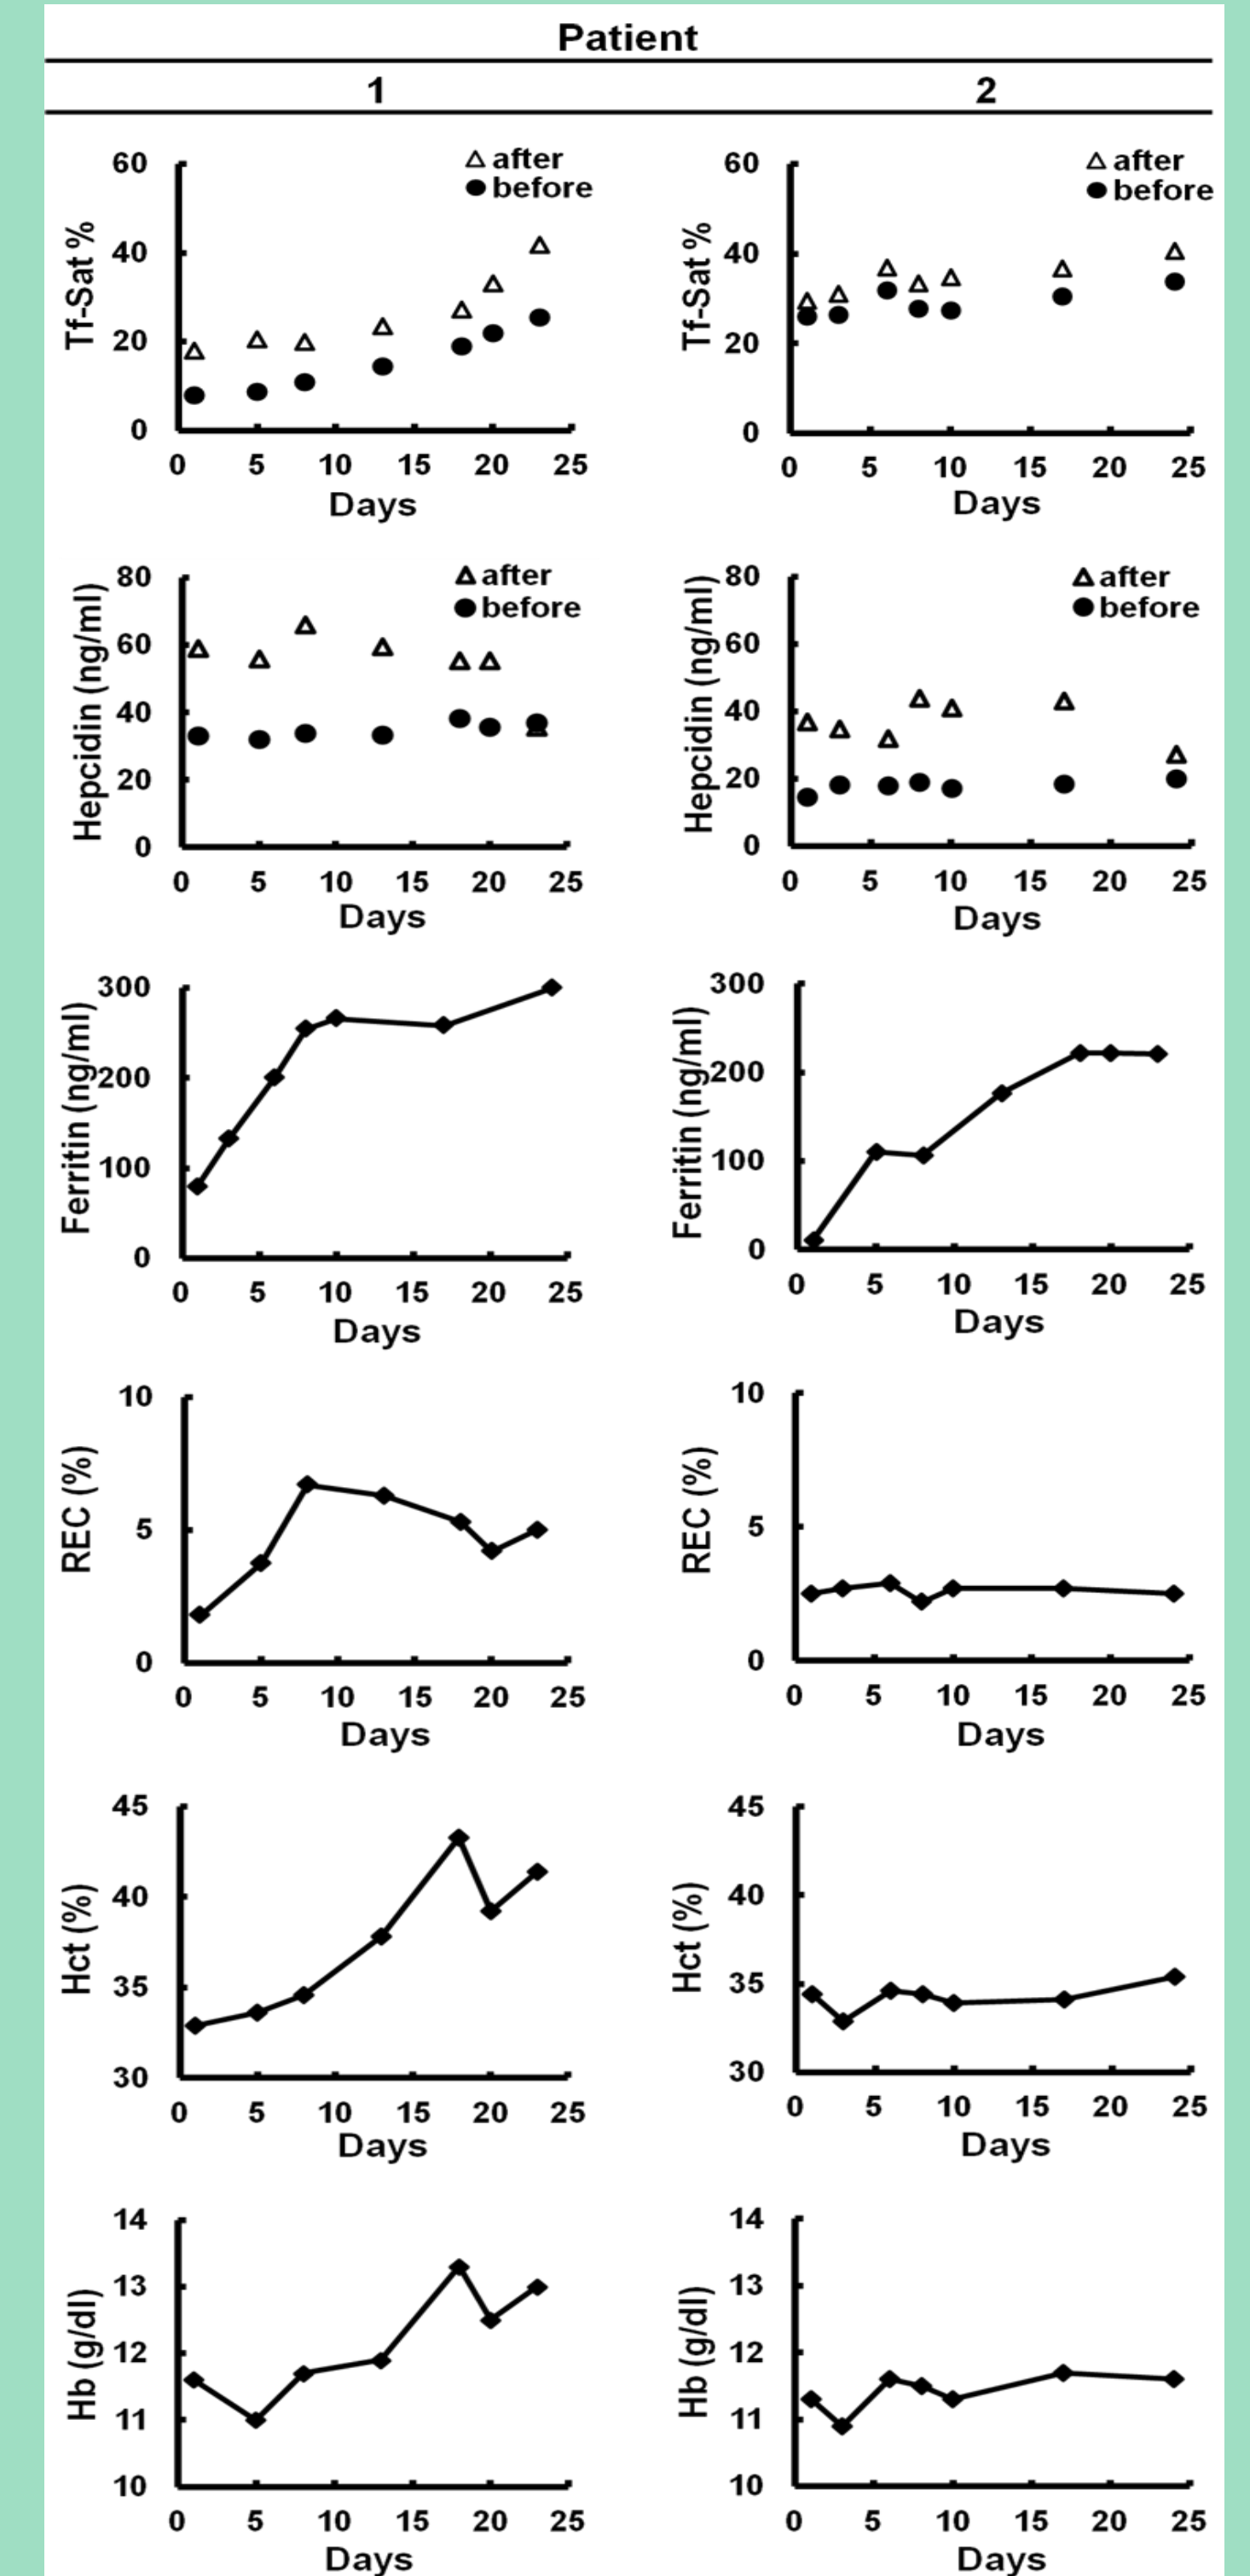 Patient
1 2
60 40 20 0
Tf-Sat %
after
before
0 5 10 15 20 25
Days
60 40 20 0
Tf-Sat %
after
before
0 5 10 15 20 25
Days
80 60 40 20 0
Hepcidin (ng/ml)
after
before
0 5 10 15 20 25
Days
80 60 40 20 0
Hepcidin (ng/ml)
after
before
0 5 10 15 20 25
Days
300 200 100 0
Ferritin (ng/ml)
0 5 10 15 20 25
Days
300 200 100 0
Ferritin (ng/ml)
0 5 10 15 20 25
Days
10 5 0
REC (%)
0 5 10 15 20 25
Days
10 5 0
REC (%)
0 5 10 15 20 25
Days
45 40 35 30
Hct (%)
0 5 10 15 20 25
Days
45 40 35 30
Hct (%)
0 5 10 15 20 25
Days
14 13 12 11 10
Hb (g/dl)
0 5 10 15 20 25
Days
14 13 12 11 10
Hb (g/dl)
0 5 10 15 20 25
Days